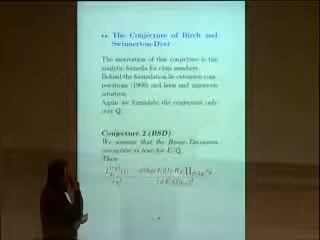 The Conjecture of Birch and
Swinnerton-Dyer
The motivation of this conjecture is the
analytic formula for class numbers.
Behind the formulation lie extensive com-
putations (1960) and keen and ingenious
intuition.
Again we formulate the conjecture only
over Q.
Conjecture 2 (BSD)
We assume that the Hasse-Tate
conjecture is true for E/Q.
Then